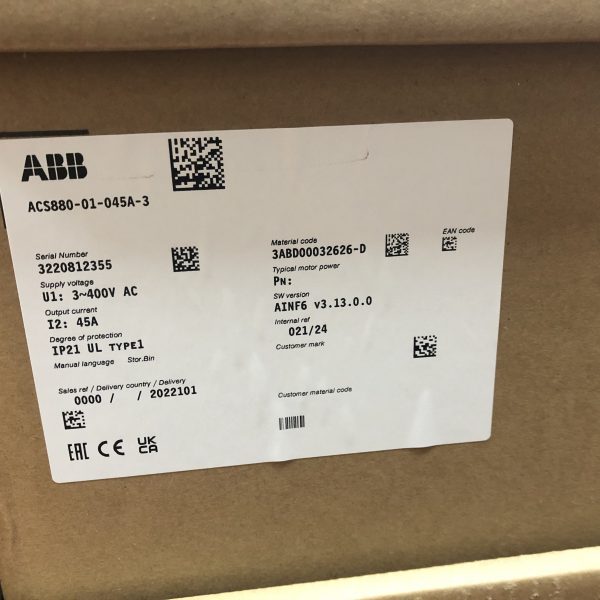 ABB
ACS880-01-045A-3
Serial Number
3220812355
Supply voltage
U1: 3~400V AC
Output current
I2: 45A
Degree of protection
IP21 UL TYPE1
Manual language Stor.Bin
Sales ref / Delivery country / Delivery
0000 / / 2022101
EAC CE UK CA
Material code
3ABD00032626-D
EAN code
Typical motor power
PN:
SW version
AINF6 v3.13.0.0
Internal ref
021/24
Customer mark
Customer material code